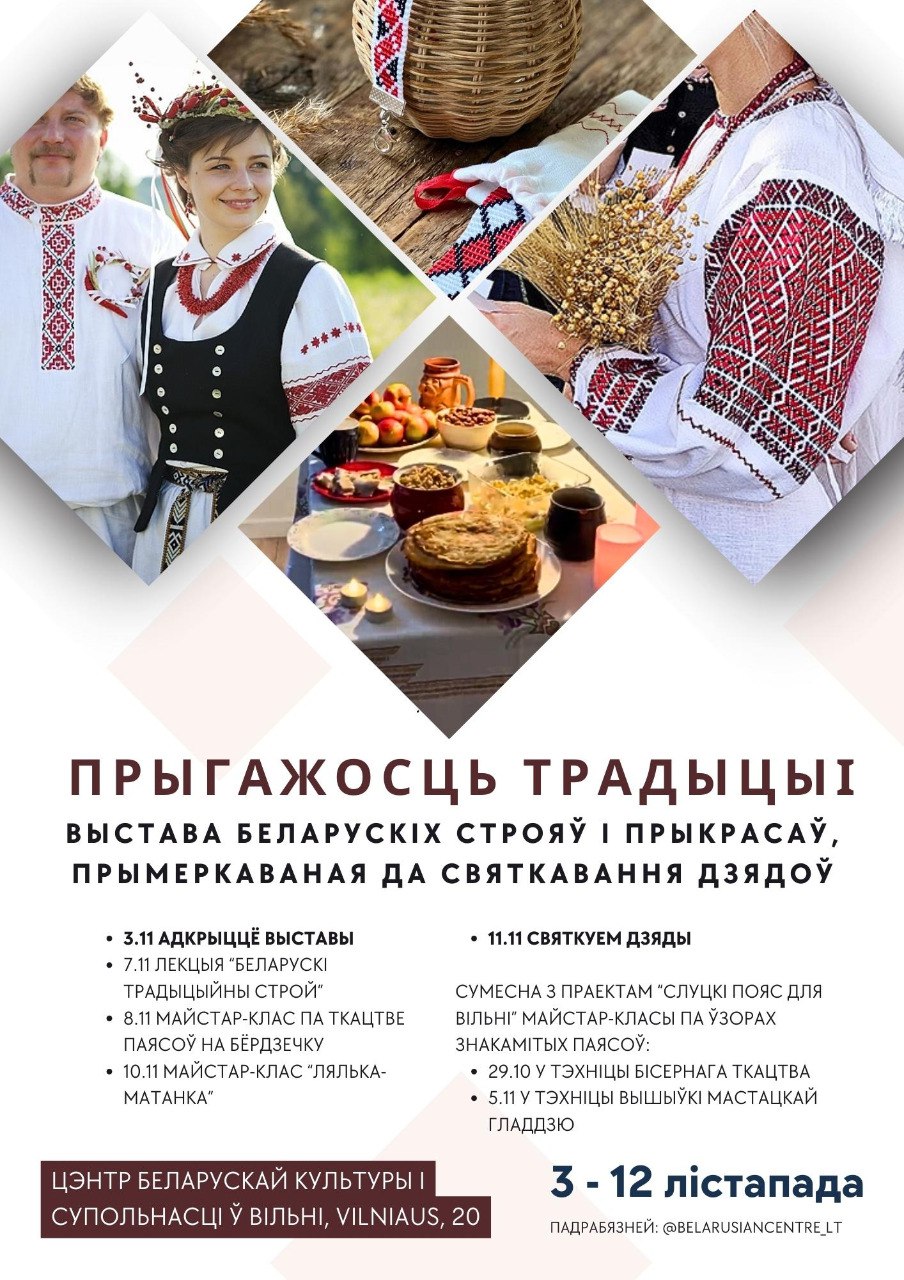 ПРЫГАЖОСЦЬ ТРАДЫЦЫІ
ВЫСТАВА БЕЛАРУСКІХ СТРОЯЎ І ПРЫКРАСАЎ,
ПРЫМЕРКАВАНАЯ ДА СВЯТКАВАННЯ ДЗЯДОЎ
• 3.11 АДКРЫЦЦЁ ВЫСТАВЫ
• 7.11 ЛЕКЦЫЯ “БЕЛАРУСКІ
ТРАДЫЦЫЙНЫ СТРОЙ”
• 8.11 МАЙСТАР-КЛАС ПА ТКАЦТВЕ
ПАЯСОЎ НА БЁРДЗЕЧКУ
• 10.11 МАЙСТАР-КЛАС “ЛЯЛЬКА-
МАТАНКА”
• 11.11 СВЯТКУЕМ ДЗЯДЫ
СУМЕСНА З ПРАЕКТАМ “СЛУЦКІ ПОЯС ДЛЯ
ВІЛЬНІ” МАЙСТАР-КЛАСЫ ПА ЎЗОРАХ
ЗНАКАМІТЫХ ПАЯСОЎ:
• 29.10 У ТЭХНІЦЫ БІСЕРНАГА ТКАЦТВА
• 5.11 У ТЭХНІЦЫ ВЫШЫЎКІ МАСТАЦКАЙ
ГЛАДДЗЮ
ЦЭНТР БЕЛАРУСКАЙ КУЛЬТУРЫ І
СУПОЛЬНАСЦІ Ў ВІЛЬНІ, VILNIAUS, 20
3 - 12 лістапада
ПАДРАБЯЗНЕЙ: @BELARUSIANCENTRE_LT